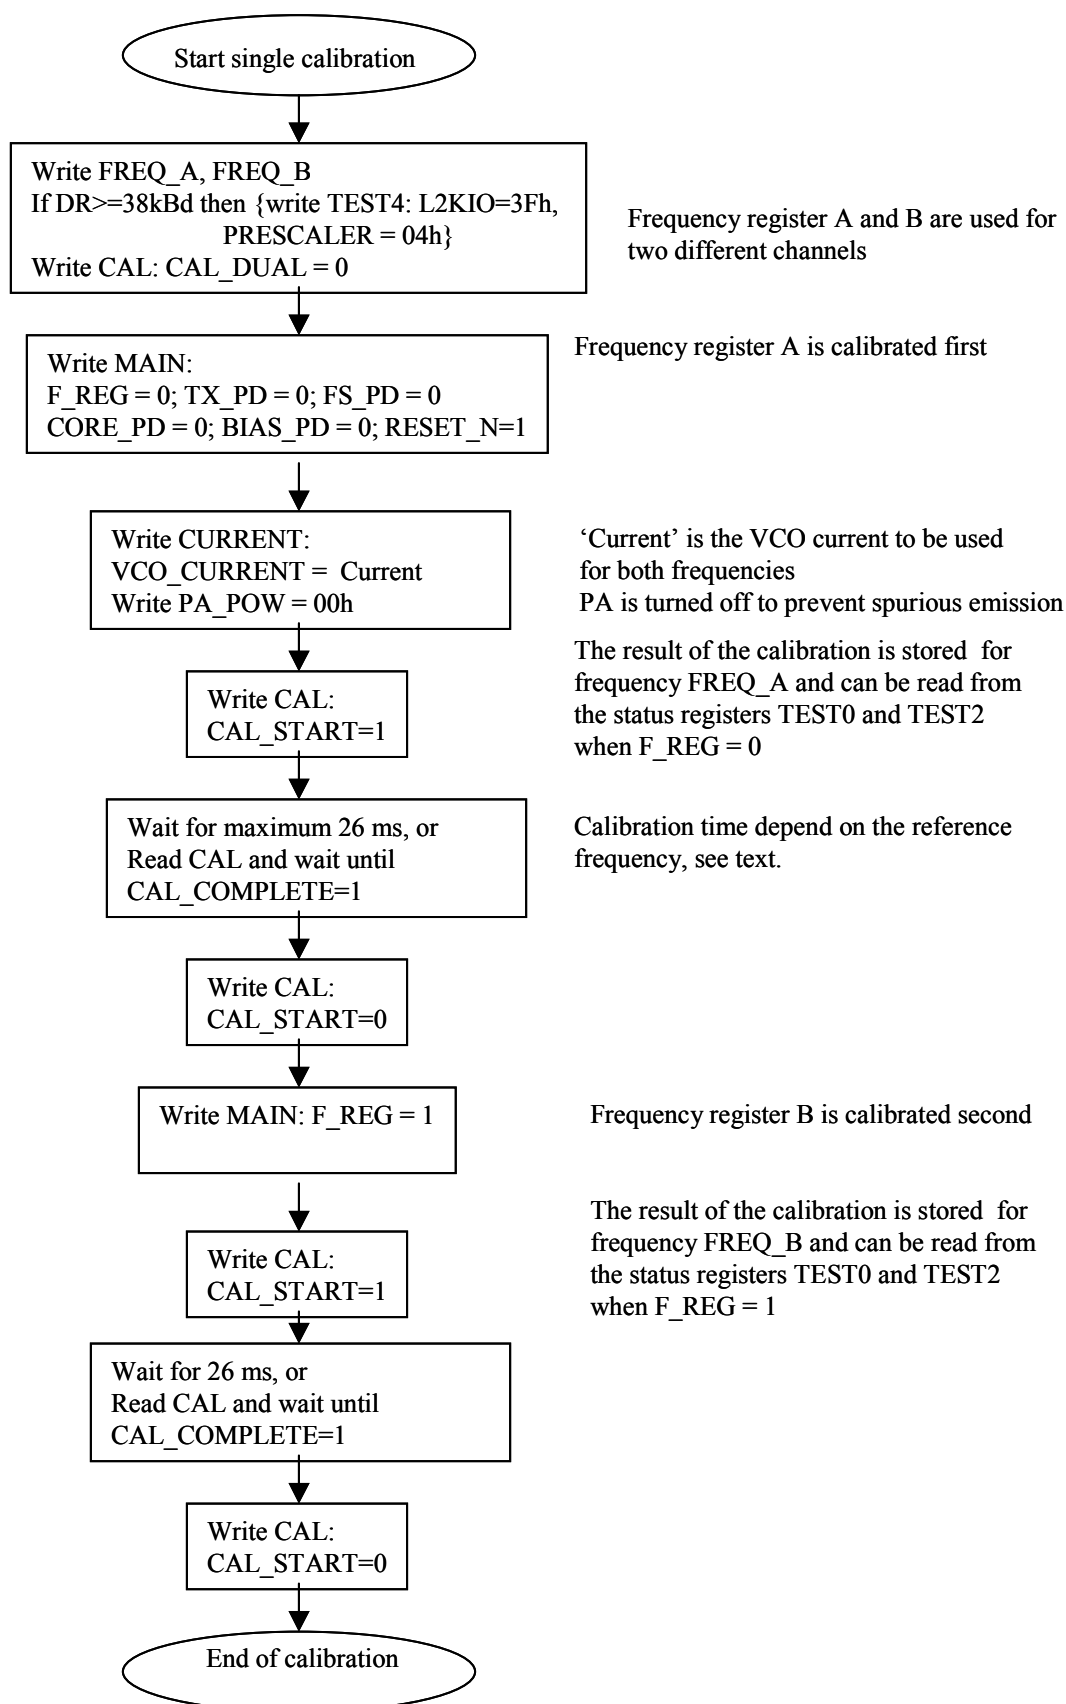 Start single calibration
Write FREQ_A, FREQ_B
If DR>=38kBd then {write TEST4: L2KIO=3Fh,
PRESCALER = 04h}
Write CAL: CAL_DUAL = 0
Frequency register A and B are used for
two different channels
Write MAIN:
F_REG = 0; TX_PD = 0; FS_PD = 0
CORE_PD = 0; BIAS_PD = 0; RESET_N=1
Frequency register A is calibrated first
Write CURRENT:
VCO_CURRENT = Current
Write PA_POW = 00h
‘Current’ is the VCO current to be used
for both frequencies
PA is turned off to prevent spurious emission
Write CAL:
CAL_START=1
The result of the calibration is stored for
frequency FREQ_A and can be read from
the status registers TEST0 and TEST2
when F_REG = 0
Wait for maximum 26 ms, or
Read CAL and wait until
CAL_COMPLETE=1
Calibration time depend on the reference
frequency, see text.
Write CAL:
CAL_START=0
Write MAIN: F_REG = 1
Frequency register B is calibrated second
Write CAL:
CAL_START=1
The result of the calibration is stored for
frequency FREQ_B and can be read from
the status registers TEST0 and TEST2
when F_REG = 1
Wait for 26 ms, or
Read CAL and wait until
CAL_COMPLETE=1
Write CAL:
CAL_START=0
End of calibration